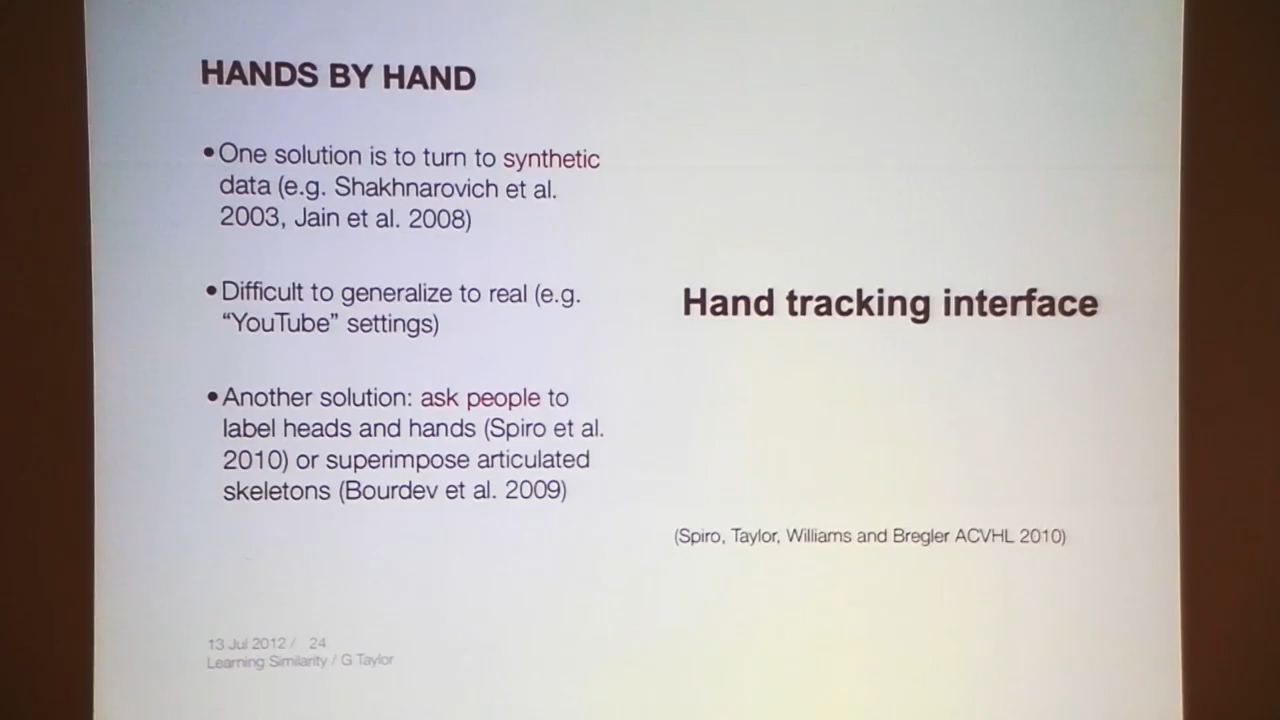 HANDS BY HAND
•One solution is to turn to synthetic
data (e.g. Shakhnarovich et al.
2003, Jain et al. 2008)
•Difficult to generalize to real (e.g.
“YouTube” settings)
•Another solution: ask people to
label heads and hands (Spiro et al.
2010) or superimpose articulated
skeletons (Bourdev et al. 2009)
Hand tracking interface
(Spiro, Taylor, Williams and Bregler ACVHL 2010)
13 Jul 2012 / 24
Learning Similarity / G Taylor